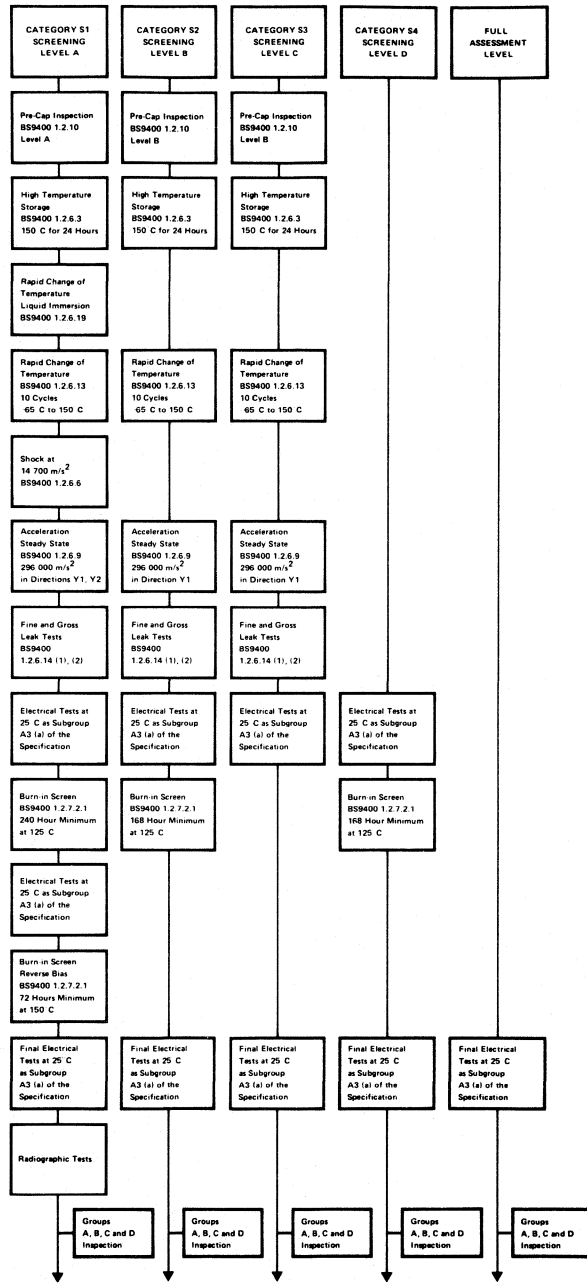 CATEGORY S1
SCREENING
LEVEL A
CATEGORY S2
SCREENING
LEVEL B
CATEGORY S3
SCREENING
LEVEL C
CATEGORY S4
SCREENING
LEVEL D
FULL
ASSESSMENT
LEVEL
Pre-Cap Inspection
BS9400 1.2.10
Level A
Pre-Cap Inspection
BS9400 1.2.10
Level B
Pre-Cap Inspection
BS9400 1.2.10
Level B
High Temperature
Storage
BS9400 1.2.6.3
150 C for 24 Hours
High Temperature
Storage
BS9400 1.2.6.3
150 C for 24 Hours
High Temperature
Storage
BS9400 1.2.6.3
150 C for 24 Hours
Rapid Change of
Temperature
Liquid Immersion
BS9400 1.2.6.19
Rapid Change of
Temperature
BS9400 1.2.6.13
10 Cycles
-65 C to 150 C
Rapid Change of
Temperature
BS9400 1.2.6.13
10 Cycles
-65 C to 150 C
Rapid Change of
Temperature
BS9400 1.2.6.13
10 Cycles
-65 C to 150 C
Shock at
14 700 m/s²
BS9400 1.2.6.6
Acceleration
Steady State
BS9400 1.2.6.9
296 000 m/s²
in Directions Y1, Y2
Acceleration
Steady State
BS9400 1.2.6.9
296 000 m/s²
in Direction Y1
Acceleration
Steady State
BS9400 1.2.6.9
296 000 m/s²
in Direction Y1
Fine and Gross
Leak Tests
BS9400
1.2.6.14 (1), (2)
Fine and Gross
Leak Tests
BS9400
1.2.6.14 (1), (2)
Fine and Gross
Leak Tests
BS9400
1.2.6.14 (1), (2)
Electrical Tests at
25 C as Subgroup
A3 (a) of the
Specification
Electrical Tests at
25 C as Subgroup
A3 (a) of the
Specification
Electrical Tests at
25 C as Subgroup
A3 (a) of the
Specification
Electrical Tests at
25 C as Subgroup
A3 (a) of the
Specification
Burn-in Screen
BS9400 1.2.7.2.1
240 Hour Minimum
at 125 C
Burn-in Screen
BS9400 1.2.7.2.1
168 Hour Minimum
at 125 C
Burn-in Screen
BS9400 1.2.7.2.1
168 Hour Minimum
at 125 C
Electrical Tests at
25 C as Subgroup
A3 (a) of the
Specification
Burn-in Screen
Reverse Bias
BS9400 1.2.7.2.1
72 Hours Minimum
at 150 C
Final Electrical
Tests at 25 C
as Subgroup
A3 (a) of the
Specification
Final Electrical
Tests at 25 C
as Subgroup
A3 (a) of the
Specification
Final Electrical
Tests at 25 C
as Subgroup
A3 (a) of the
Specification
Final Electrical
Tests at 25 C
as Subgroup
A3 (a) of the
Specification
Final Electrical
Tests at 25 C
as Subgroup
A3 (a) of the
Specification
Radiographic Tests
Groups
A, B, C and D
Inspection
Groups
A, B, C and D
Inspection
Groups
A, B, C and D
Inspection
Groups
A, B, C and D
Inspection
Groups
A, B, C and D
Inspection